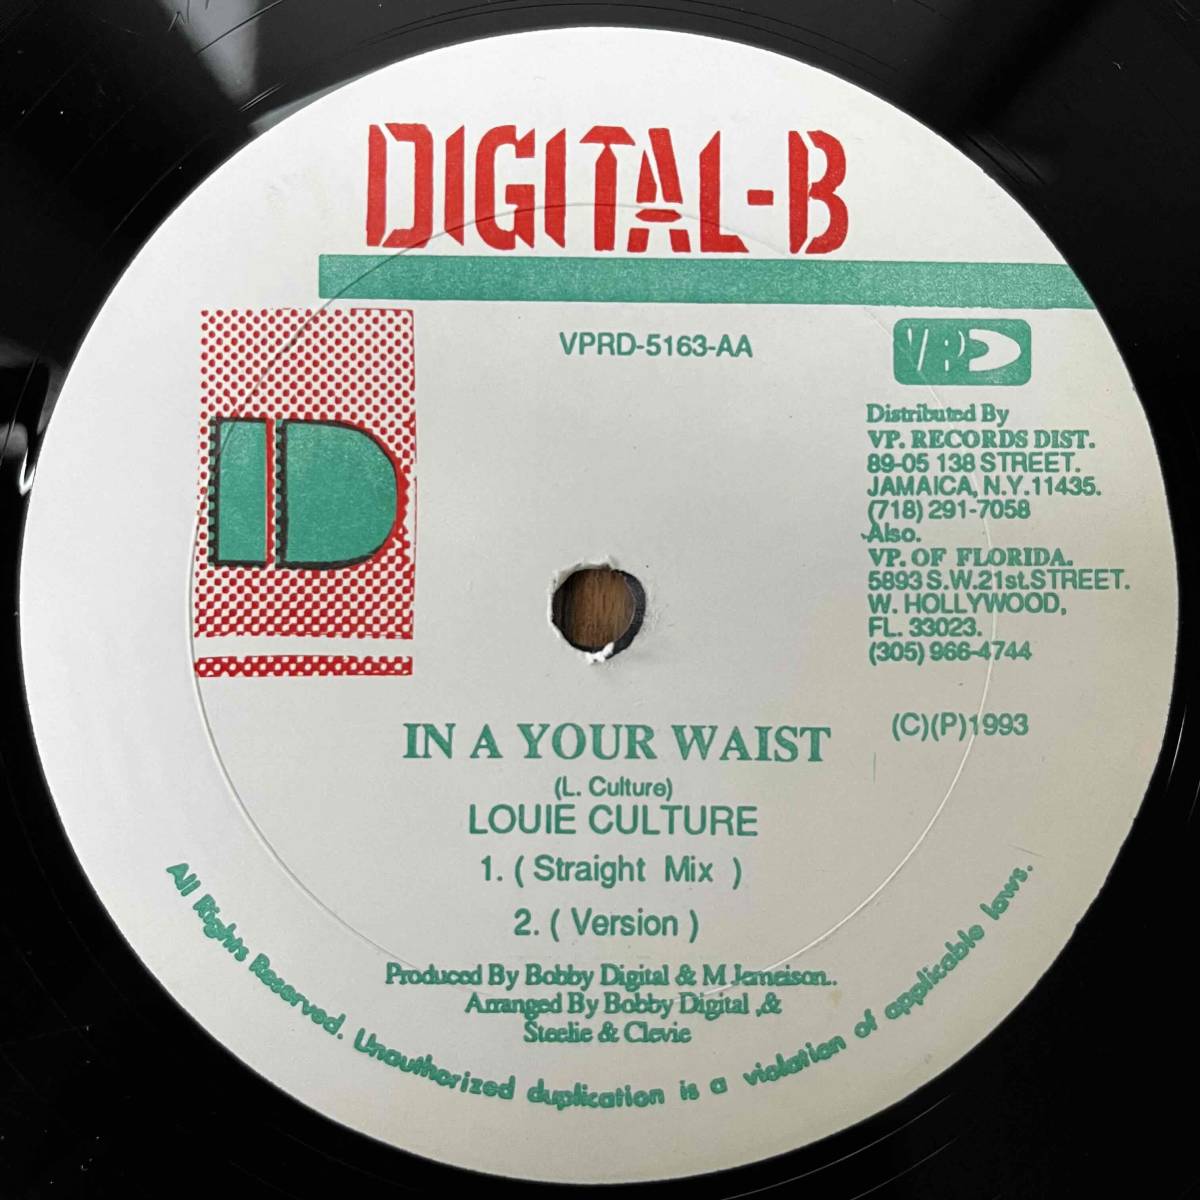 DIGITAL-B
VPRD-5163-AA
VP
Distributed By
VP. RECORDS DIST.
89-05 138 STREET.
JAMAICA, N.Y.11435.
(718) 291-7058
Also.
VP. OF FLORIDA.
5893 S.W.21st.STREET.
W. HOLLYWOOD,
FL. 33023.
(305) 966-4744
D
(C)(P)1993
IN A YOUR WAIST
(L. Culture)
LOUIE CULTURE
1. ( Straight Mix )
2. ( Version )
Produced By Bobby Digital & M.Jemeison..
Arranged By Bobby Digital ,&
Steelie & Clevie
All Rights Reserved. Unauthorized duplication is a violation of applicable laws.